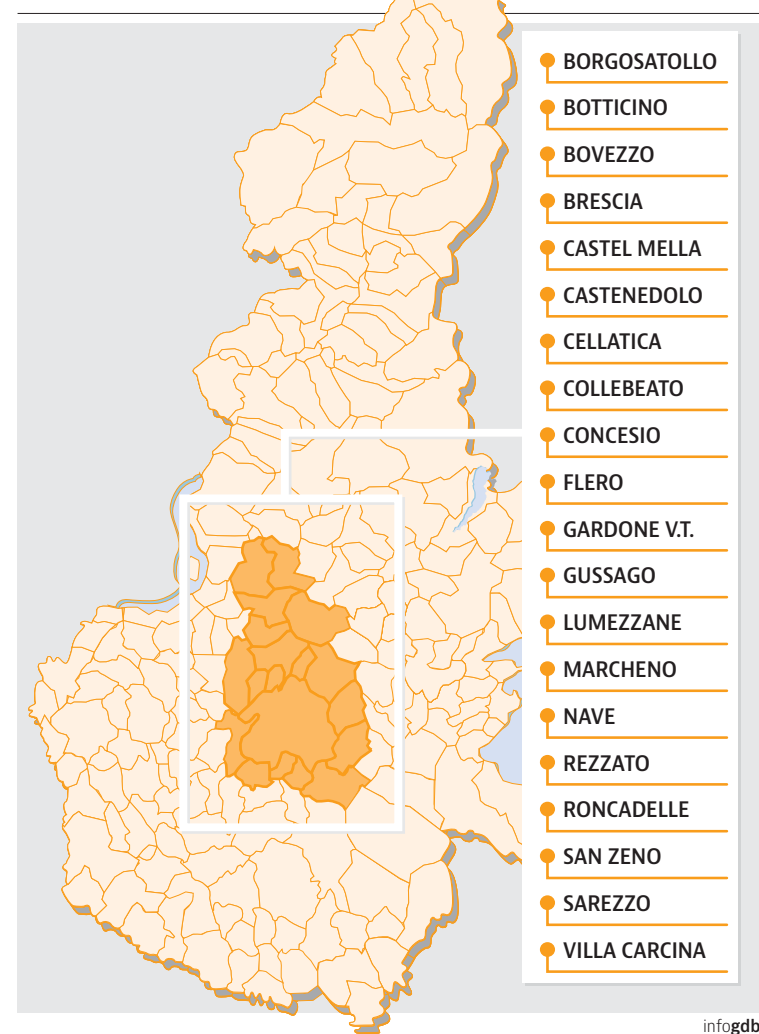 BORGOSATOLLO
BOTTICINO
BOVEZZO
BRESCIA
CASTEL MELLA
CASTENEDOLO
CELLATICA
COLLEBEATO
CONCESIO
FLERO
GARDONE V.T.
GUSSAGO
LUMEZZANE
MARCHENO
NAVE
REZZATO
RONCADELLE
SAN ZENO
SAREZZO
VILLA CARCINA
infogdb